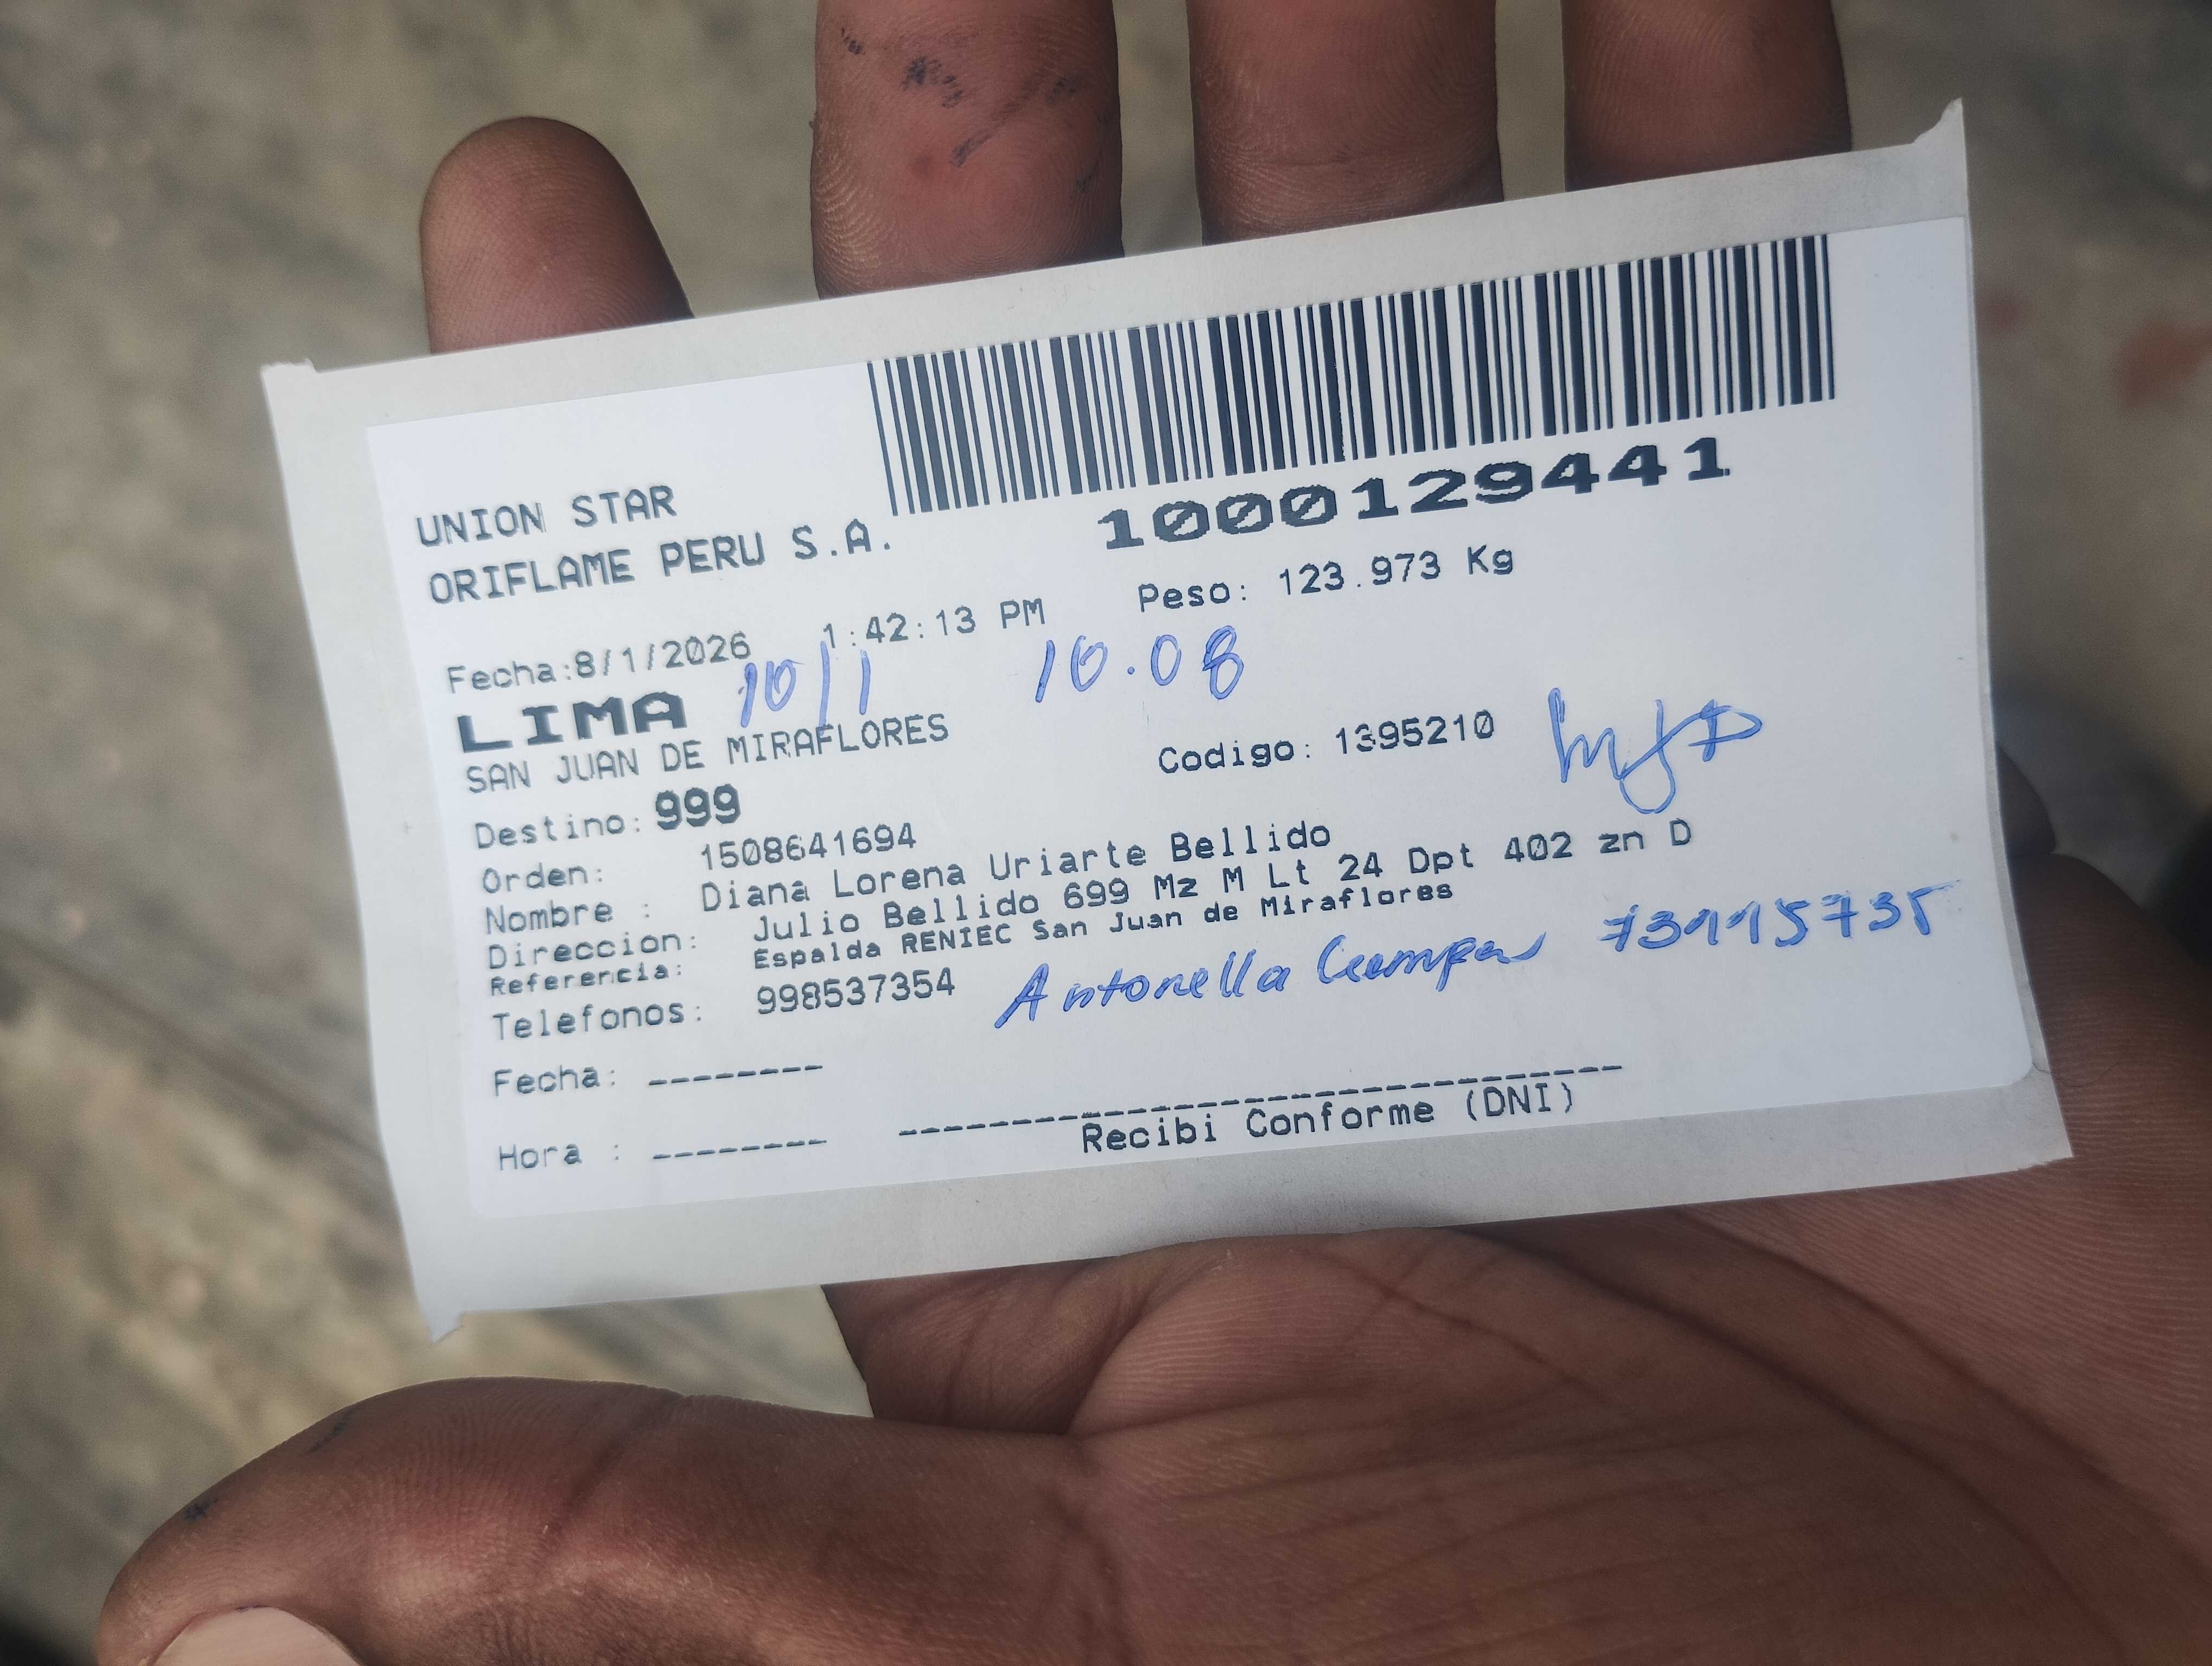 1000129441
UNION STAR
ORIFLAME PERU S.A.
Peso: 123.973 Kg
Fecha:8/1/2026 1:42:13 PM
10/1 10.08
LIMA
SAN JUAN DE MIRAFLORES
Codigo: 1395210
Destino: 999
Orden: 1508641694
Nombre : Diana Lorena Uriarte Bellido
Direccion: Julio Bellido 699 Mz M Lt 24 Dpt 402 zn D
Referencia: Espalda RENIEC San Juan de Miraflores
Telefonos: 998537354
Antonella
Fecha: --------
Hora : --------
Recibi Conforme (DNI)